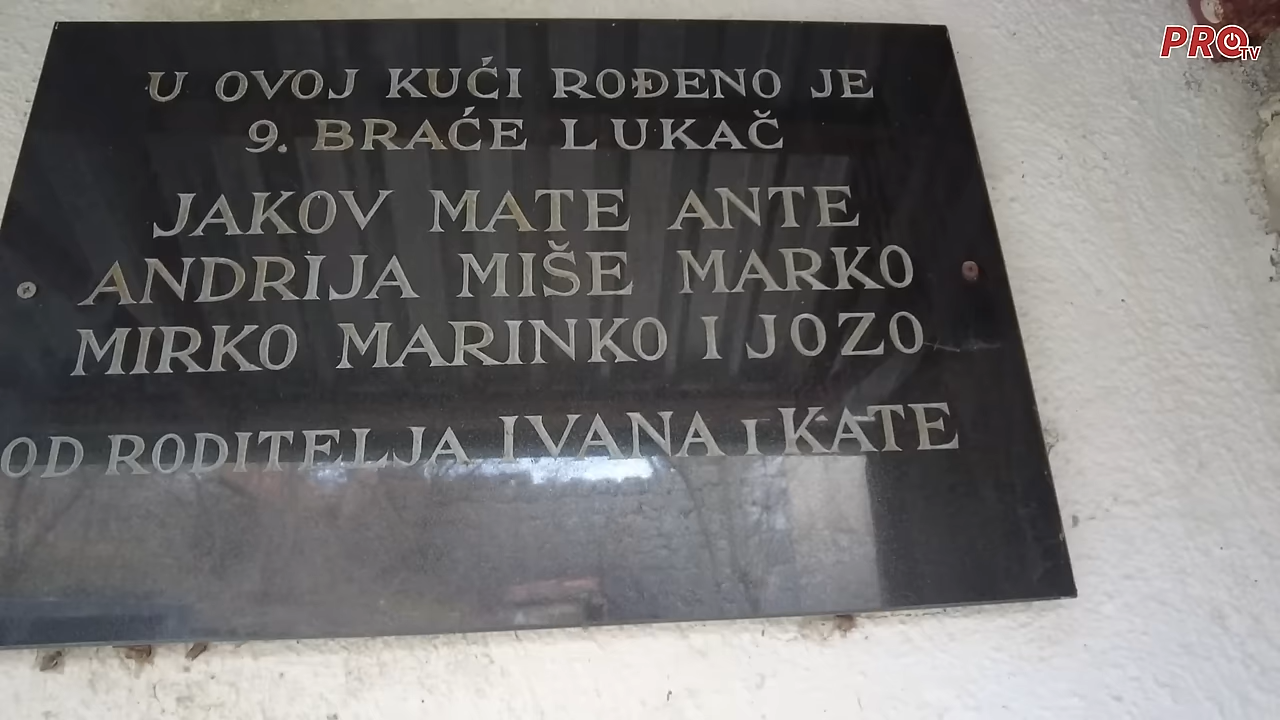 PRO TV
U OVOJ KUĆI ROĐENO JE
9. BRAĆE LUKAČ
JAKOV MATE ANTE
ANDRIJA MIŠE MARKO
MIRKO MARINKO I JOZO
OD RODITELJA IVANA I KATE